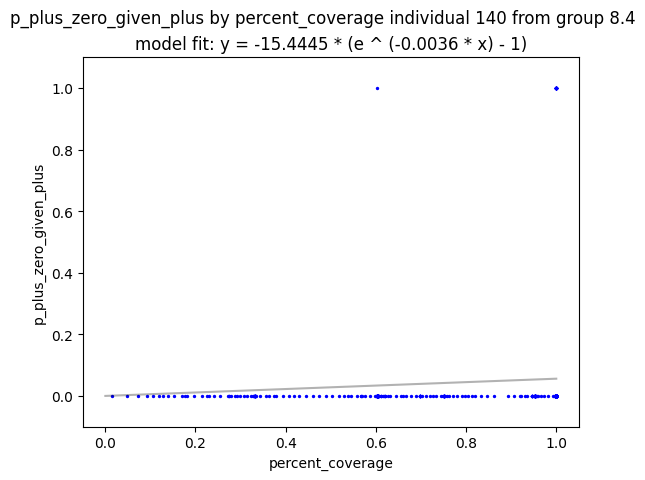 p_plus_zero_given_plus by percent_coverage individual 140 from group 8.4
model fit: y = -15.4445 * (e ^ (-0.0036 * x) - 1)
1.0
0.8
0.6
0.4
0.2
0.0
p_plus_zero_given_plus
0.0 0.2 0.4 0.6 0.8 1.0
percent_coverage